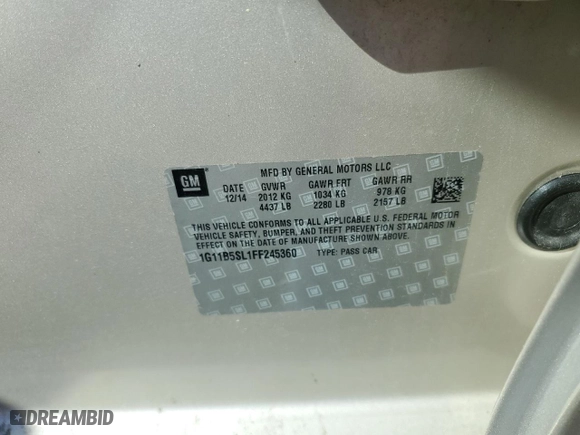 GM
MFD BY GENERAL MOTORS LLC
DATE GVWR GAWR FRT GAWR RR
12/14 2012 KG 1034 KG 978 KG
4437 LB 2280 LB 2157 LB
THIS VEHICLE CONFORMS TO ALL APPLICABLE U.S. FEDERAL MOTOR
VEHICLE SAFETY, BUMPER, AND THEFT PREVENTION STANDARDS IN
EFFECT ON THE DATE OF MANUFACTURE SHOWN ABOVE.
1G11B5SL1FF245360 TYPE: PASS CAR
DREAMBID